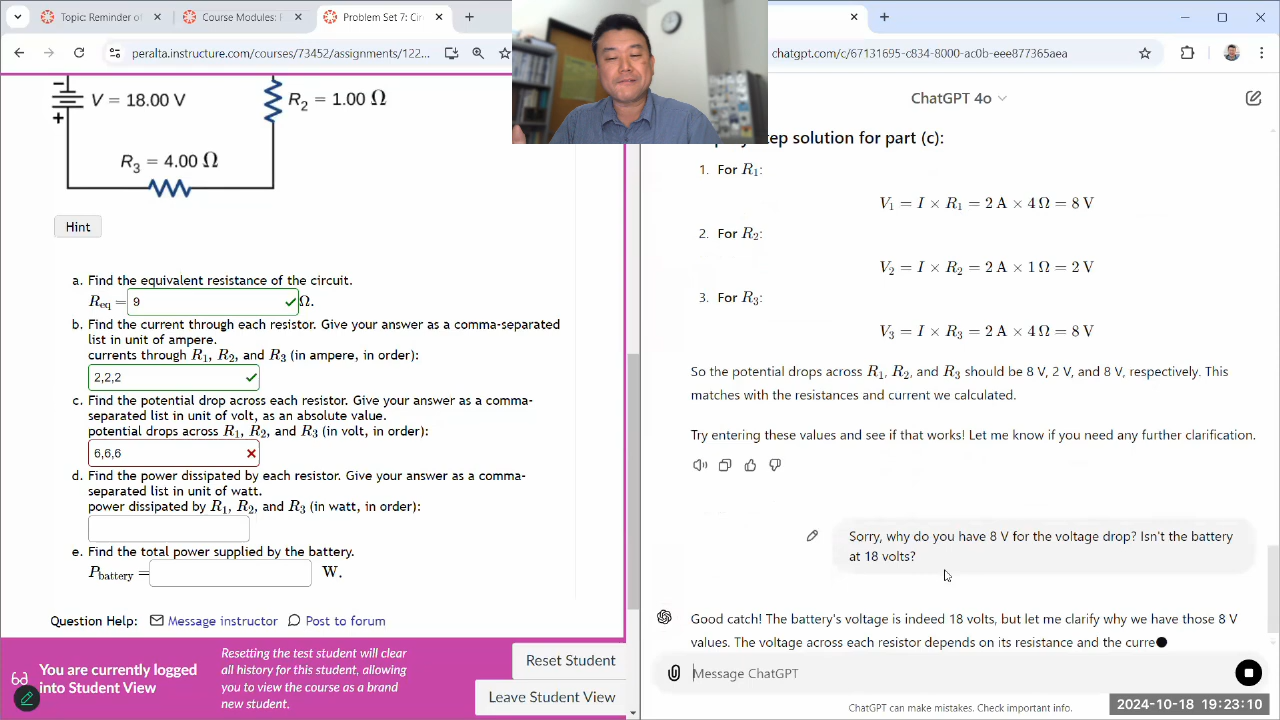 Term of Reminder of
Course Modules: I
Problem Set 7: Cir
peralta.instructure.com/73452/assignments/122...
chatgpt.com/c/67131695-c834-8000-ac0b-eee877365aea
V = 18.00 V
R2 = 1.00 Ω
R3 = 4.00 Ω
Hint
a. Find the equivalent resistance of the circuit.
Req = 9 Ω.
b. Find the current through each resistor. Give your answer as a comma-separated
list in unit of ampere.
currents through R1, R2, and R3 (in ampere, in order):
2,2,2
c. Find the potential drop across each resistor. Give your answer as a comma-
separated list in unit of volt, as an absolute value.
potential drops across R1, R2, and R3 (in volt, in order):
6,6,6
d. Find the power dissipated by each resistor. Give your answer as a comma-
separated list in unit of watt.
power dissipated by R1, R2, and R3 (in watt, in order):
e. Find the total power supplied by the battery.
Pbattery = W.
Question Help: Message instructor Post to forum
You are currently logged
into Student View
Resetting the test student will clear
all history for this student, allowing
you to view the course as a brand
new student.
Reset Student
Leave Student View
ChatGPT 4o
step solution for part (c):
1. For R1:
V1 = I × R1 = 2 A × 4 Ω = 8 V
2. For R2:
V2 = I × R2 = 2 A × 1 Ω = 2 V
3. For R3:
V3 = I × R3 = 2 A × 4 Ω = 8 V
So the potential drops across R1, R2, and R3 should be 8 V, 2 V, and 8 V, respectively. This
matches with the resistances and current we calculated.
Try entering these values and see if that works! Let me know if you need any further clarification.
Sorry, why do you have 8 V for the voltage drop? Isn't the battery
at 18 volts?
Good catch! The battery's voltage is indeed 18 volts, but let me clarify why we have those 8 V
values. The voltage across each resistor depends on its resistance and the curre
Message ChatGPT
ChatGPT can make mistakes. Check important info.
2024-10-18 19:23:10